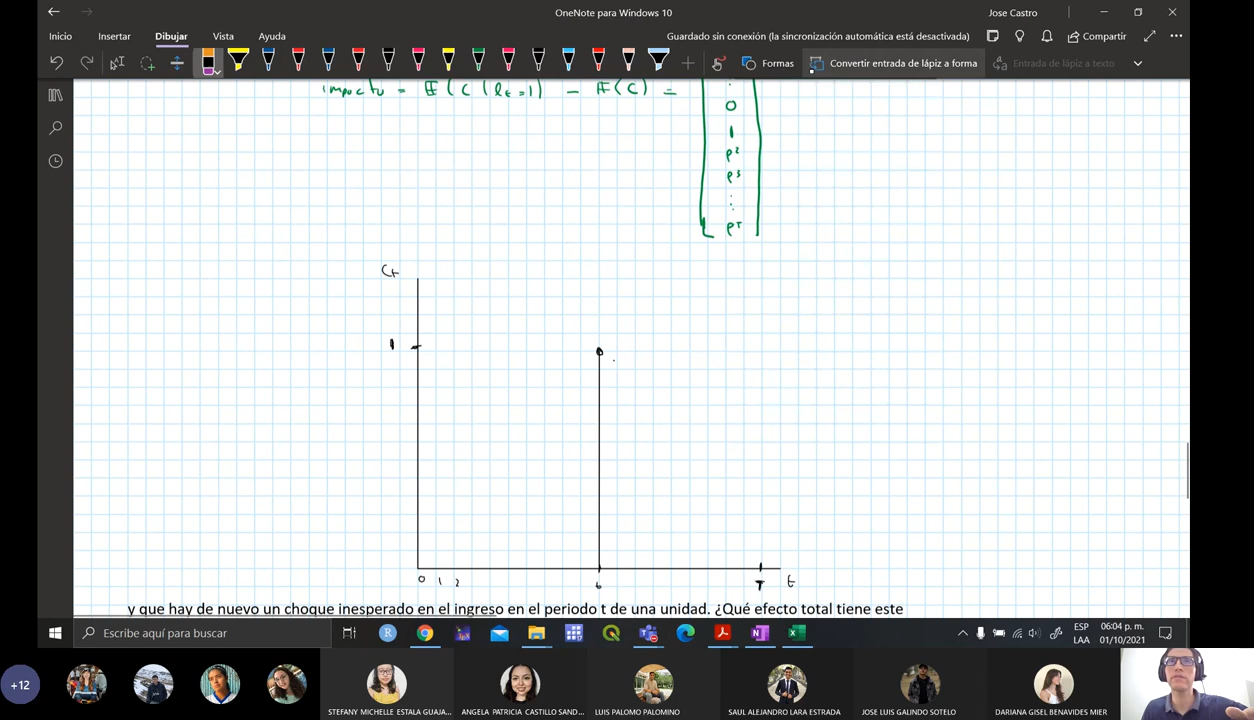 OneNote para Windows 10
Jose Castro
Inicio Insertar Dibujar Vista Ayuda
Guardado sin conexión (la sincronización automática está desactivada)
Compartir
Formas
Convertir entrada de lápiz a forma
Entrada de lápiz a texto
impacto = E(C|lt=1) - E(C) =
0
1
ρ²
ρ³
⋮
ρᵀ
Ct
1
0 1 2 t T t
y que hay de nuevo un choque inesperado en el ingreso en el periodo t de una unidad. ¿Qué efecto total tiene este
Escribe aquí para buscar
ESP
LAA
06:04 p. m.
01/10/2021
+12
STEFANY MICHELLE ESTALA GUAJA...
ANGELA PATRICIA CASTILLO SAND...
LUIS PALOMO PALOMINO
SAUL ALEJANDRO LARA ESTRADA
JOSE LUIS GALINDO SOTELO
DARIANA GISEL BENAVIDES MIER